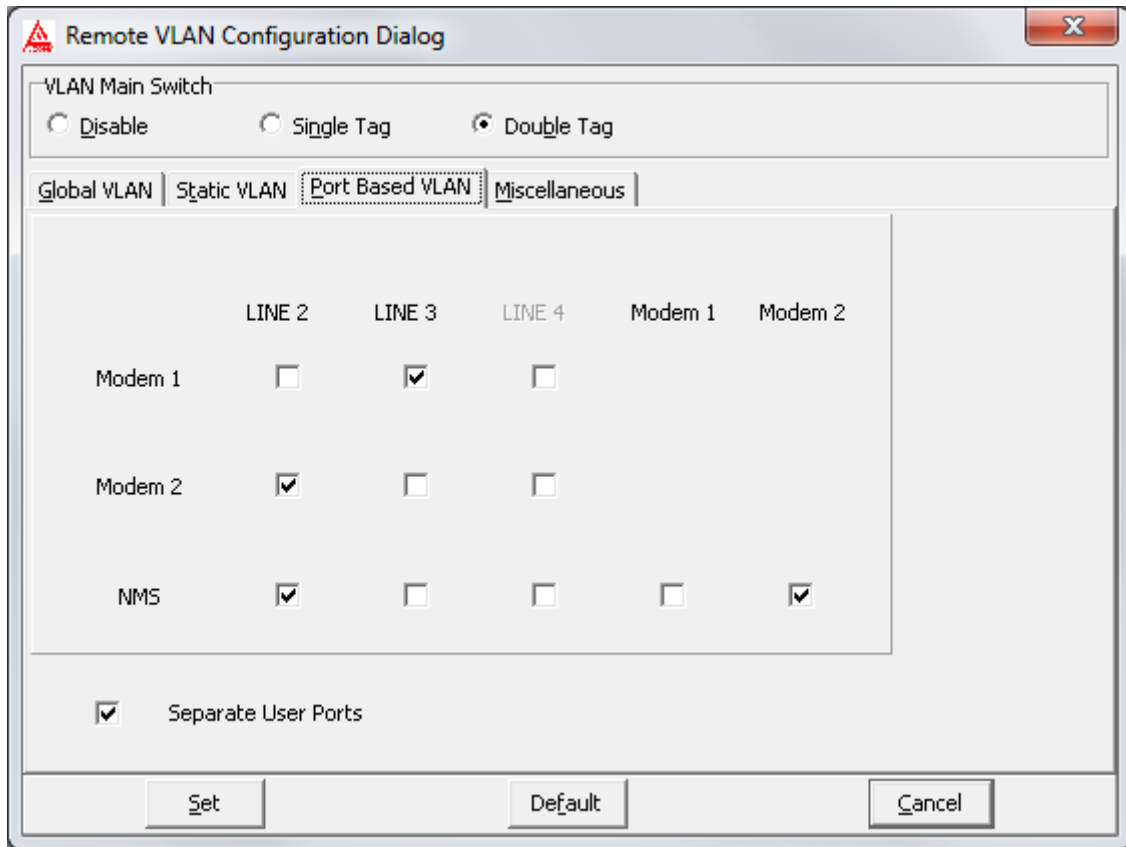 Remote VLAN Configuration Dialog
VLAN Main Switch
Disable Single Tag Double Tag
Global VLAN Static VLAN Port Based VLAN Miscellaneous
LINE 2 LINE 3 LINE 4 Modem 1 Modem 2
Modem 1
Modem 2
NMS
Separate User Ports
Set Default Cancel